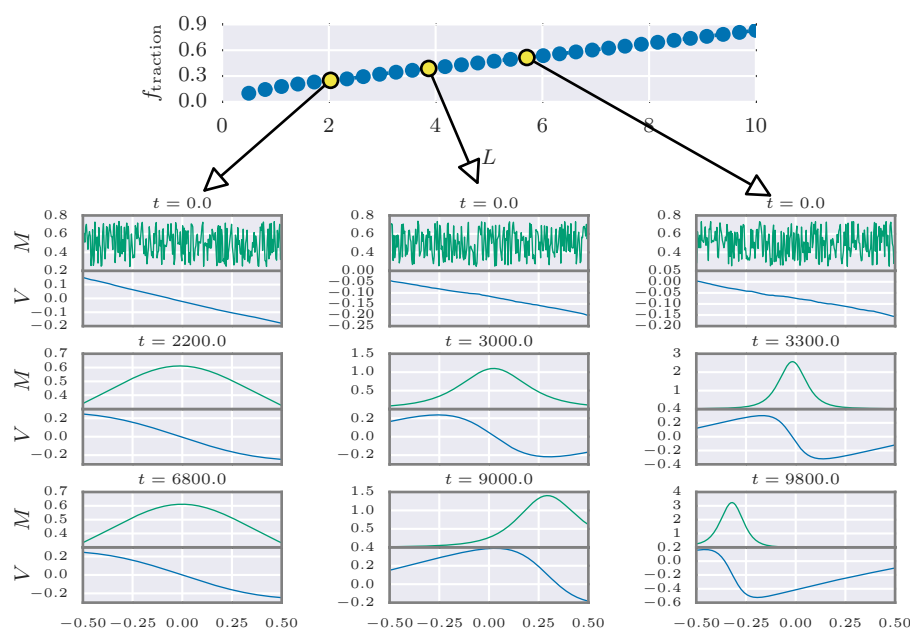 0.9
0.6
0.3
0.0
f_traction
0 2 4 6 8 10
L
t = 0.0 t = 0.0 t = 0.0
M 0.8 0.6 0.4 0.8 0.6 0.4 0.8 0.6 0.4
V 0.2 0.1 0.0 −0.1 −0.2 0.00 −0.05 −0.10 −0.15 −0.20 −0.25 0.05 0.00 −0.05 −0.10 −0.15 −0.20
t = 2200.0 t = 3000.0 t = 3300.0
M 0.7 0.6 0.5 0.4 1.5 1.0 0.5 3 2 1
V 0.2 0.0 −0.2 0.4 0.2 0.0 −0.2 −0.4
t = 6800.0 t = 9000.0 t = 9800.0
M 0.7 0.6 0.5 0.4 1.5 1.0 0.5 4 3 2 1
V 0.2 0.0 −0.2 0.4 0.2 0.0 −0.2 0.2 0.0 −0.2 −0.4 −0.6
−0.50 −0.25 0.00 0.25 0.50 −0.50 −0.25 0.00 0.25 0.50 −0.50 −0.25 0.00 0.25 0.50